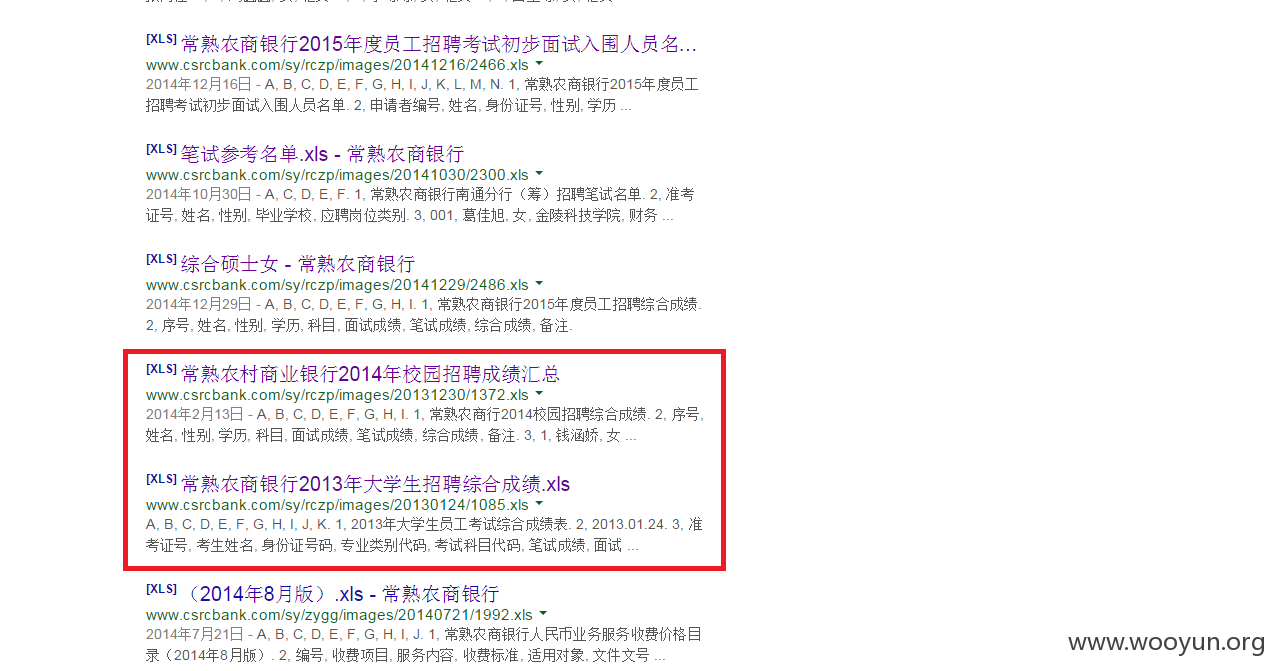 [XLS] 常熟农商银行2015年度员工招聘考试初步面试入围人员名...
www.csrcbank.com/sy/rczp/images/20141216/2466.xls
2014年12月16日 - A, B, C, D, E, F, G, H, I, J, K, L, M, N. 1, 常熟农商银行2015年度员工
招聘考试初步面试入围人员名单. 2, 申请者编号, 姓名, 身份证号, 性别, 学历 ...
[XLS] 笔试参考名单.xls - 常熟农商银行
www.csrcbank.com/sy/rczp/images/20141030/2300.xls
2014年10月30日 - A, C, D, E, F. 1, 常熟农商银行南通分行（筹）招聘笔试名单. 2, 准考
证号, 姓名, 性别, 毕业学校, 应聘岗位类别. 3, 001, 葛佳旭, 女, 金陵科技学院, 财务 ...
[XLS] 综合硕士女 - 常熟农商银行
www.csrcbank.com/sy/rczp/images/20141229/2486.xls
2014年12月29日 - A, B, C, D, E, F, G, H, I. 1, 常熟农商银行2015年度员工招聘综合成绩.
2, 序号, 姓名, 性别, 学历, 科目, 面试成绩, 笔试成绩, 综合成绩, 备注.
[XLS] 常熟农村商业银行2014年校园招聘成绩汇总
www.csrcbank.com/sy/rczp/images/20131230/1372.xls
2014年2月13日 - A, B, C, D, E, F, G, H, I. 1, 常熟农商行2014校园招聘综合成绩. 2, 序号,
姓名, 性别, 学历, 科目, 面试成绩, 笔试成绩, 综合成绩, 备注. 3, 1, 钱涵娇, 女 ...
[XLS] 常熟农商银行2013年大学生招聘综合成绩.xls
www.csrcbank.com/sy/rczp/images/20130124/1085.xls
A, B, C, D, E, F, G, H, I, J, K. 1, 2013年大学生员工考试综合成绩表. 2, 2013.01.24. 3, 准
考证号, 考生姓名, 身份证号码, 专业类别代码, 考试科目代码, 笔试成绩, 面试 ...
[XLS] （2014年8月版）.xls - 常熟农商银行
www.csrcbank.com/sy/zygg/images/20140721/1992.xls
2014年7月21日 - A, B, C, D, E, F, G, H, I, J. 1, 常熟农商银行人民币业务服务收费价格目
录（2014年8月版）. 2, 编号, 收费项目, 服务内容, 收费标准, 适用对象, 文件文号 ...
www.wooyun.org